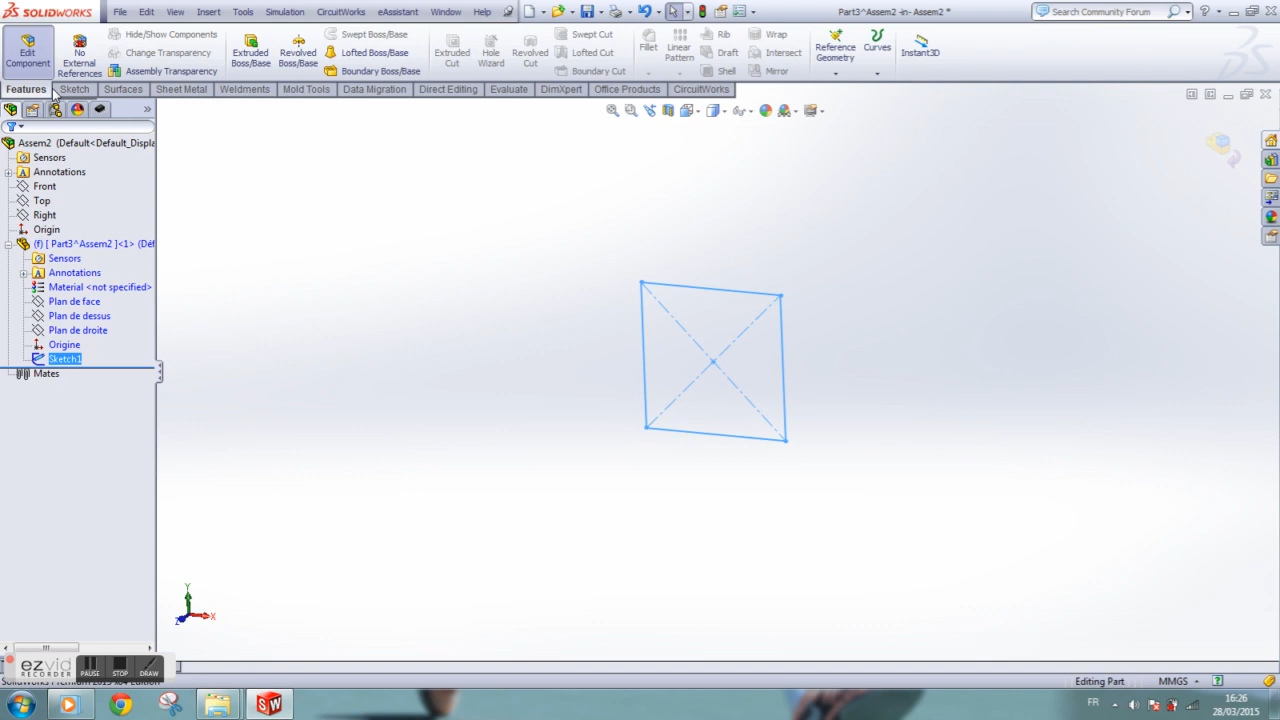 SOLIDWORKS File Edit View Insert Tools Simulation CircuitWorks eAssistant Window Help Part3^Assem2 -in- Assem2 * Search Community Forum
Edit Component
No External References
Hide/Show Components
Change Transparency
Assembly Transparency
Extruded Boss/Base
Revolved Boss/Base
Swept Boss/Base
Lofted Boss/Base
Boundary Boss/Base
Extruded Cut
Hole Wizard
Revolved Cut
Swept Cut
Lofted Cut
Boundary Cut
Fillet
Linear Pattern
Rib
Draft
Shell
Wrap
Intersect
Mirror
Reference Geometry
Curves
Instant3D
Features Sketch Surfaces Sheet Metal Weldments Mold Tools Data Migration Direct Editing Evaluate DimXpert Office Products CircuitWorks
Assem2 (Default<Default_Displa
Sensors
Annotations
Front
Top
Right
Origin
(f) [ Part3^Assem2 ]<1> (Déf
Sensors
Annotations
Material <not specified>
Plan de face
Plan de dessus
Plan de droite
Origine
Sketch1
Mates
Y
X
Z
ezvid
RECORDER
PAUSE STOP DRAW
Editing Part MMGS
FR 16:26
28/03/2015